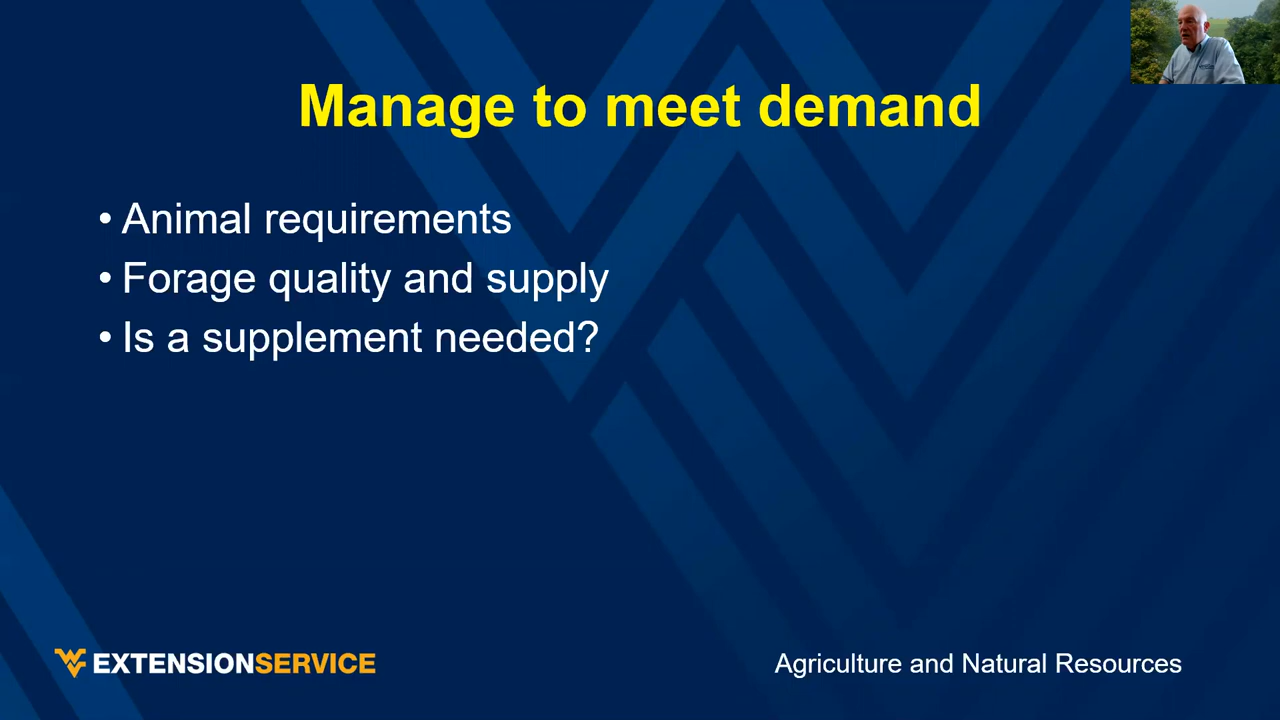 Manage to meet demand
• Animal requirements
• Forage quality and supply
• Is a supplement needed?
EXTENSIONSERVICE
Agriculture and Natural Resources